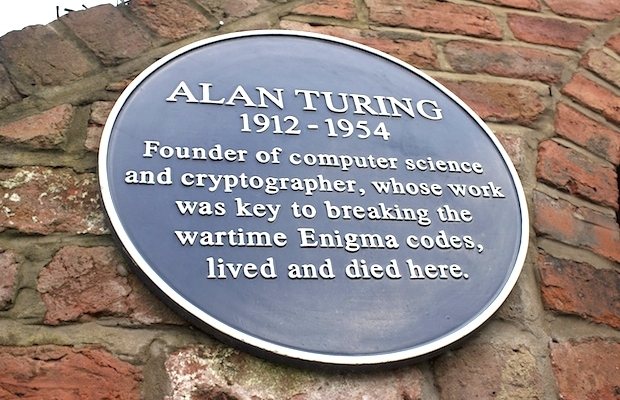 ALAN TURING
1912 - 1954
Founder of computer science
and cryptographer, whose work
was key to breaking the
wartime Enigma codes,
lived and died here.